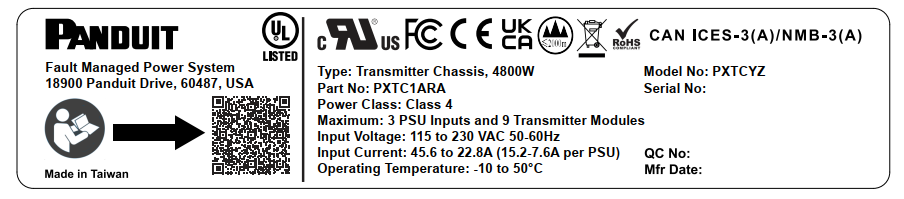 PANDUIT
Fault Managed Power System
18900 Panduit Drive, 60487, USA
Made in Taiwan
UL
LISTED
c RU US FC CE UK CA ≤2000m RoHS COMPLIANT CAN ICES-3(A)/NMB-3(A)
Type: Transmitter Chassis, 4800W
Part No: PXTC1ARA
Power Class: Class 4
Maximum: 3 PSU Inputs and 9 Transmitter Modules
Input Voltage: 115 to 230 VAC 50-60Hz
Input Current: 45.6 to 22.8A (15.2-7.6A per PSU)
Operating Temperature: -10 to 50°C
Model No: PXTCYZ
Serial No:
QC No:
Mfr Date: